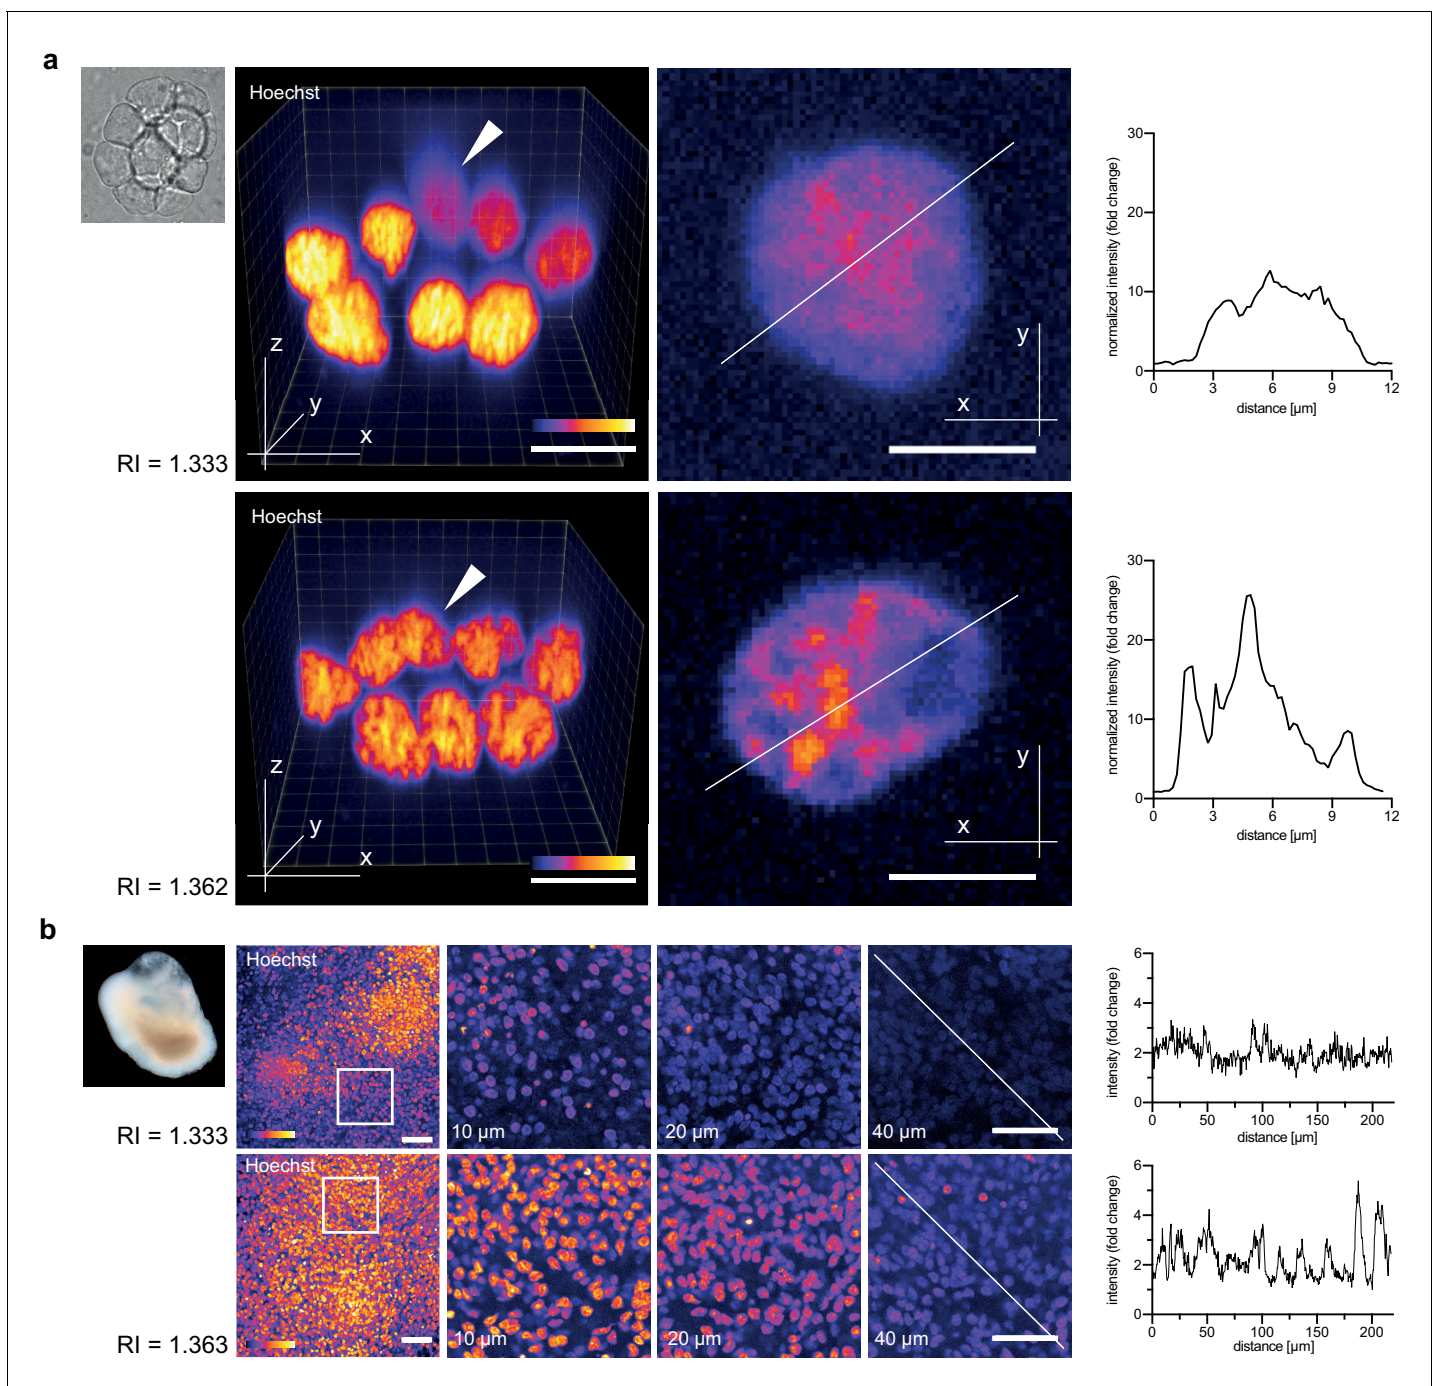 a
Hoechst
z
y
x
RI = 1.333
y
x
normalized intensity (fold change)
30
20
10
0
0 3 6 9 12
distance [µm]
Hoechst
z
y
x
RI = 1.362
y
x
normalized intensity (fold change)
30
20
10
0
0 3 6 9 12
distance [µm]
b
Hoechst
RI = 1.333
10 µm
20 µm
40 µm
intensity (fold change)
6
4
2
0
0 50 100 150 200
distance [µm]
Hoechst
RI = 1.363
10 µm
20 µm
40 µm
intensity (fold change)
6
4
2
0
0 50 100 150 200
distance [µm]